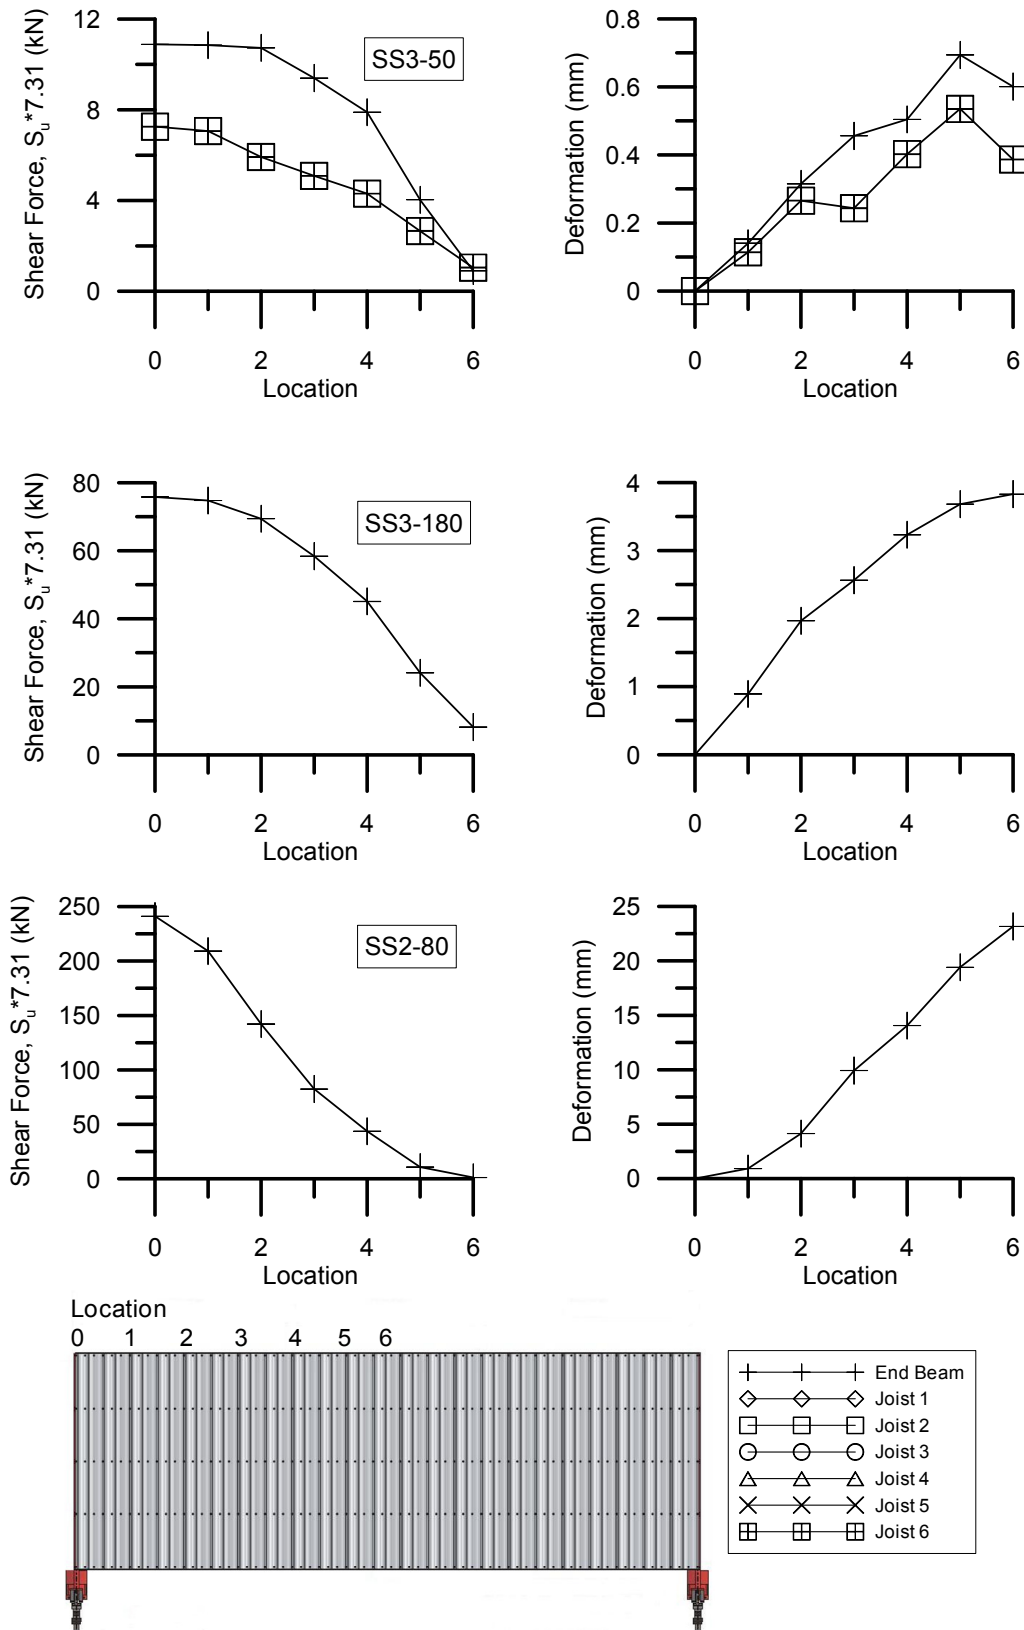 Shear Force, Su*7.31 (kN)
12
8
4
0
0 2 4 6
Location
SS3-50
Deformation (mm)
0.8
0.6
0.4
0.2
0
0 2 4 6
Location
Shear Force, Su*7.31 (kN)
80
60
40
20
0
0 2 4 6
Location
SS3-180
Deformation (mm)
4
3
2
1
0
0 2 4 6
Location
Shear Force, Su*7.31 (kN)
250
200
150
100
50
0
0 2 4 6
Location
SS2-80
Deformation (mm)
25
20
15
10
5
0
0 2 4 6
Location
Location
0 1 2 3 4 5 6
End Beam
Joist 1
Joist 2
Joist 3
Joist 4
Joist 5
Joist 6